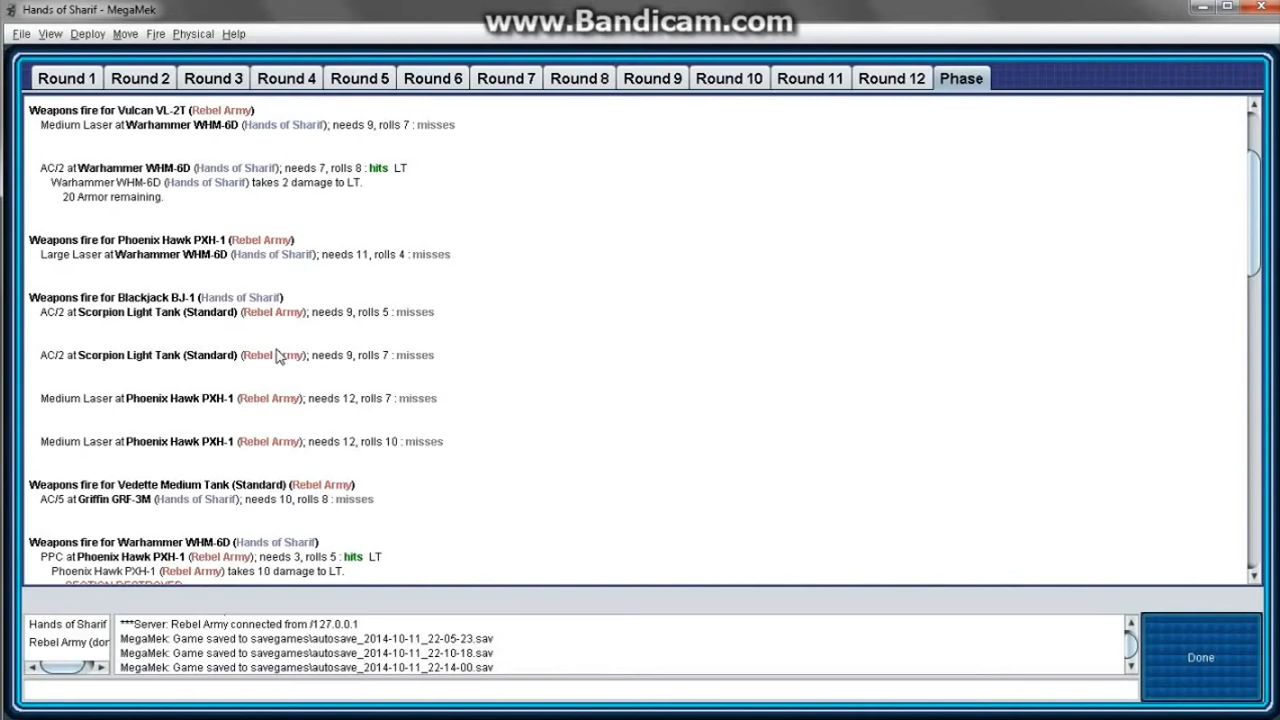 Hands of Sharif - MegaMek
www.Bandicam.com
File View Deploy Move Fire Physical Help
Round 1 Round 2 Round 3 Round 4 Round 5 Round 6 Round 7 Round 8 Round 9 Round 10 Round 11 Round 12 Phase
Weapons fire for Vulcan VL-2T (Rebel Army)
Medium Laser at Warhammer WHM-6D (Hands of Sharif); needs 9, rolls 7 : misses
AC/2 at Warhammer WHM-6D (Hands of Sharif); needs 7, rolls 8 : hits LT
Warhammer WHM-6D (Hands of Sharif) takes 2 damage to LT.
20 Armor remaining.
Weapons fire for Phoenix Hawk PXH-1 (Rebel Army)
Large Laser at Warhammer WHM-6D (Hands of Sharif); needs 11, rolls 4 : misses
Weapons fire for Blackjack BJ-1 (Hands of Sharif)
AC/2 at Scorpion Light Tank (Standard) (Rebel Army); needs 9, rolls 5 : misses
AC/2 at Scorpion Light Tank (Standard) (Rebel Army); needs 9, rolls 7 : misses
Medium Laser at Phoenix Hawk PXH-1 (Rebel Army); needs 12, rolls 7 : misses
Medium Laser at Phoenix Hawk PXH-1 (Rebel Army); needs 12, rolls 10 : misses
Weapons fire for Vedette Medium Tank (Standard) (Rebel Army)
AC/5 at Griffin GRF-3M (Hands of Sharif); needs 10, rolls 8 : misses
Weapons fire for Warhammer WHM-6D (Hands of Sharif)
PPC at Phoenix Hawk PXH-1 (Rebel Army); needs 3, rolls 5 : hits LT
Phoenix Hawk PXH-1 (Rebel Army) takes 10 damage to LT.
SECTION DESTROYED
Hands of Sharif
Rebel Army (dor
***Server: Rebel Army connected from /127.0.0.1
MegaMek: Game saved to savegames\autosave_2014-10-11_22-05-23.sav
MegaMek: Game saved to savegames\autosave_2014-10-11_22-10-18.sav
MegaMek: Game saved to savegames\autosave_2014-10-11_22-14-00.sav
Done